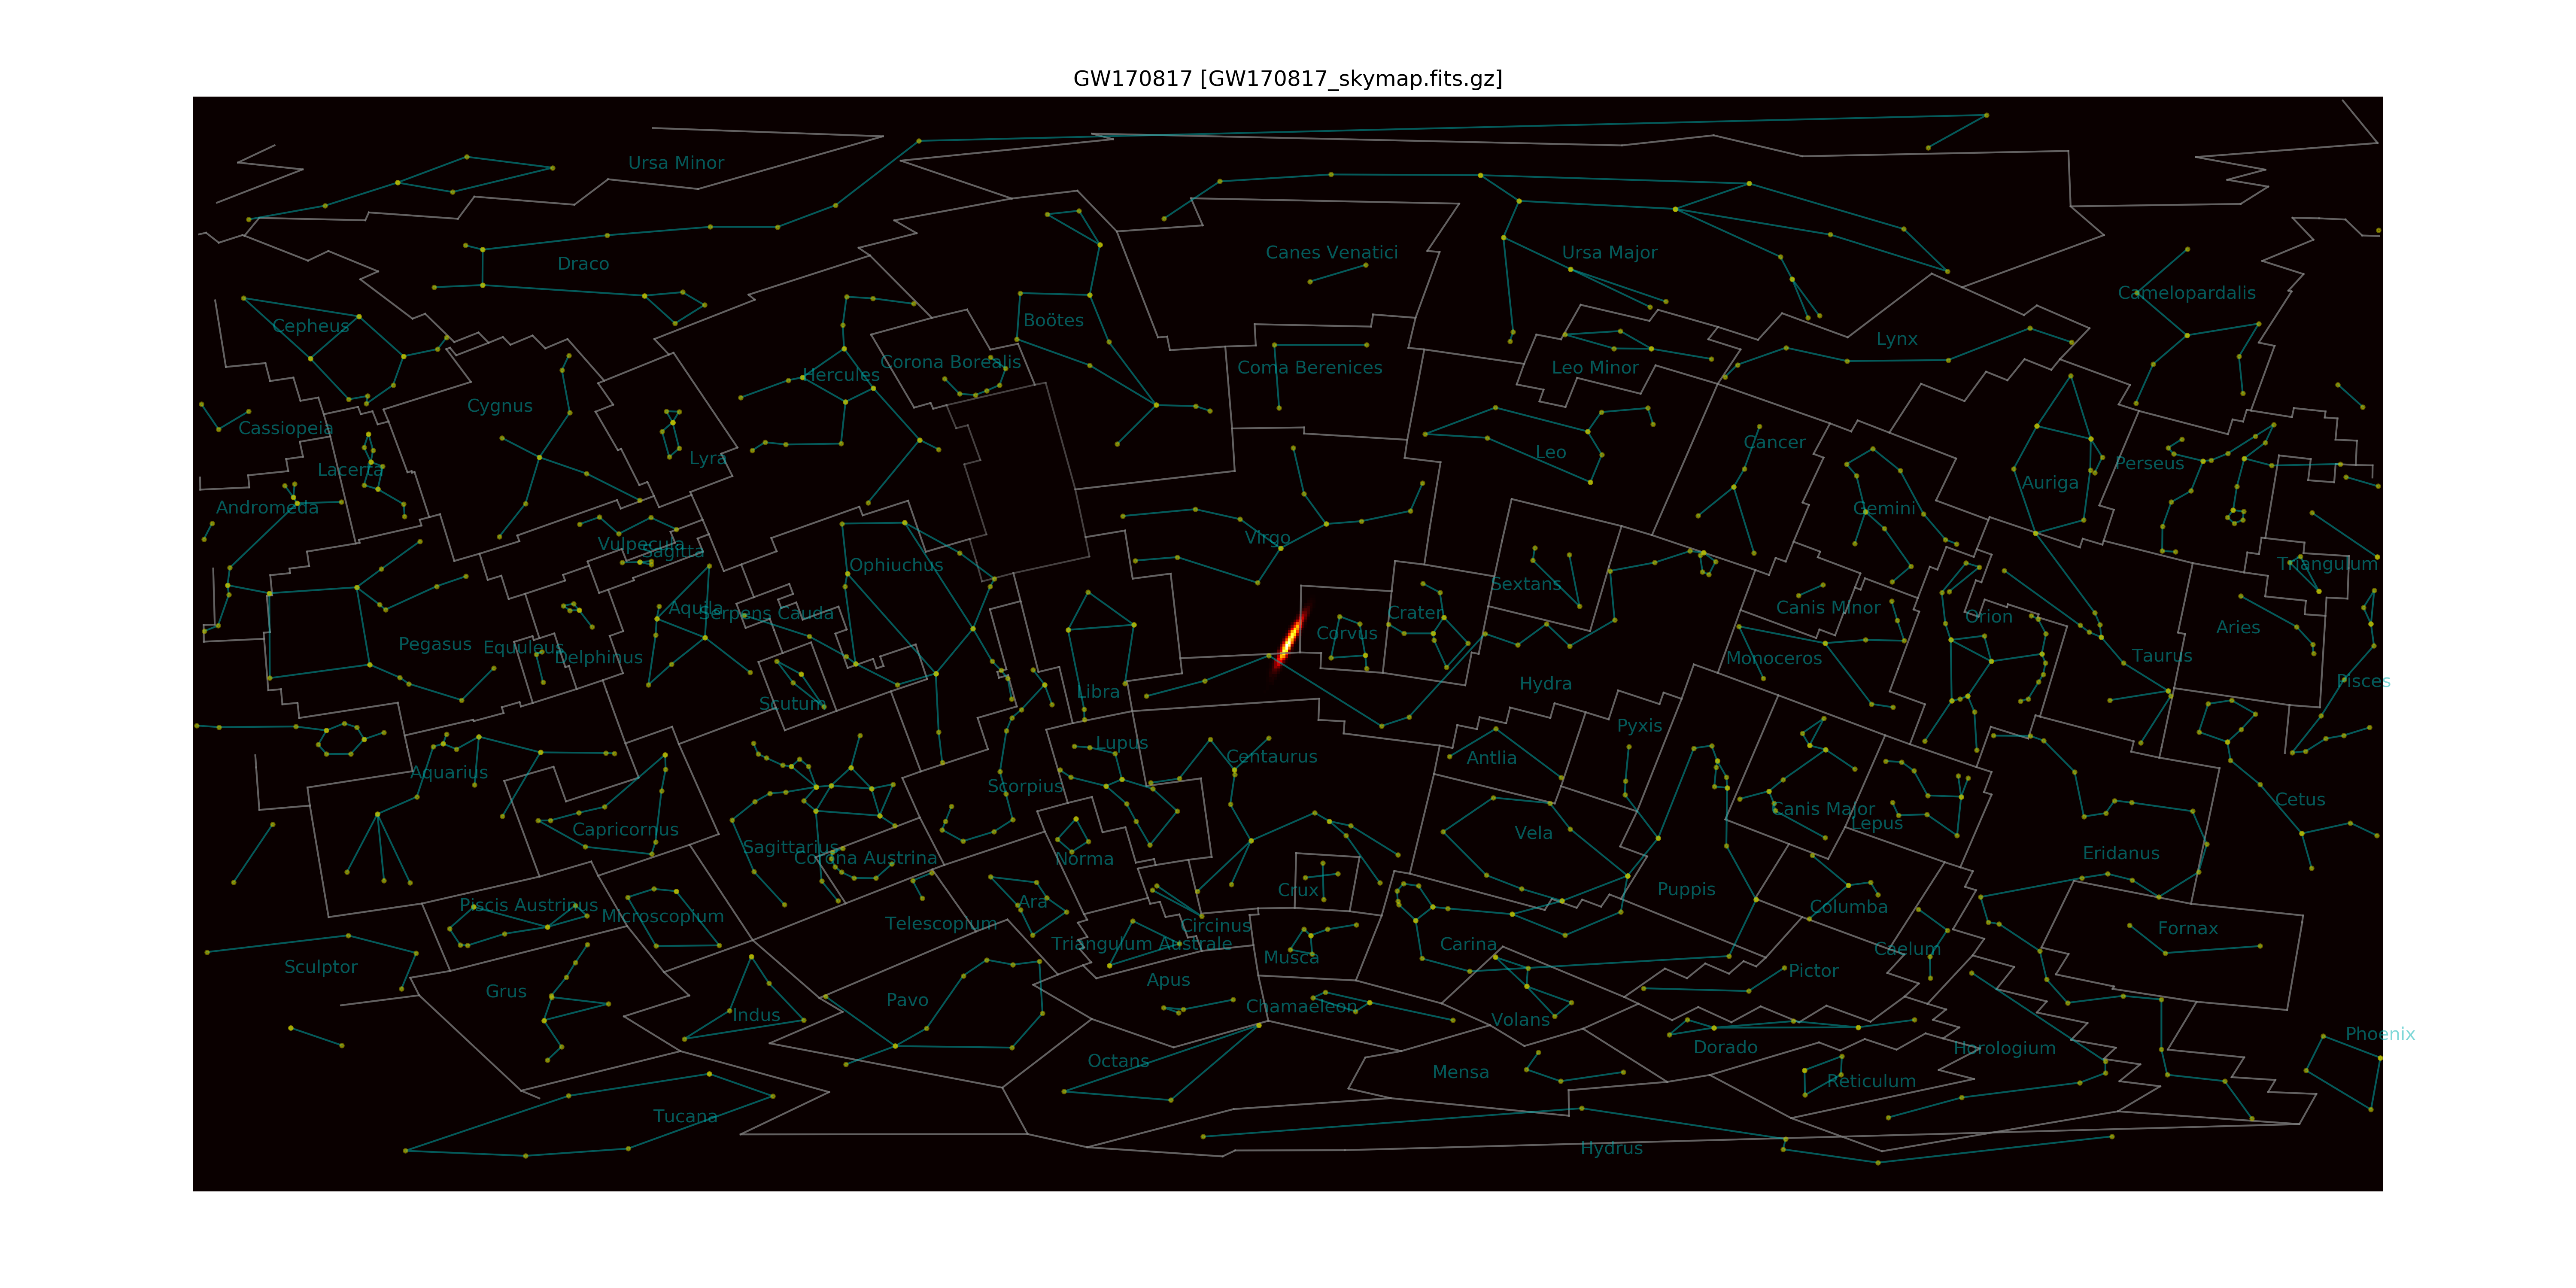 GW170817 [GW170817_skymap.fits.gz]
Ursa Minor
Draco
Canes Venatici
Ursa Major
Camelopardalis
Cepheus
Boötes
Lynx
Corona Borealis
Hercules
Coma Berenices
Leo Minor
Cygnus
Cassiopeia
Lacerta
Lyra
Leo
Cancer
Perseus
Auriga
Andromeda
Gemini
Virgo
Vulpecula
Sagitta
Ophiuchus
Triangulum
Sextans
Aquila
Serpens Cauda
Crater
Canis Minor
Orion
Aries
Corvus
Pegasus
Equuleus
Delphinus
Monoceros
Taurus
Pisces
Hydra
Libra
Scutum
Pyxis
Lupus
Centaurus
Antlia
Aquarius
Scorpius
Cetus
Canis Major
Lepus
Capricornus
Vela
Sagittarius
Corona Austrina
Norma
Eridanus
Crux
Puppis
Piscis Austrinus
Microscopium
Ara
Columba
Telescopium
Circinus
Fornax
Triangulum Australe
Carina
Caelum
Musca
Sculptor
Pictor
Apus
Grus
Pavo
Chamaeleon
Indus
Volans
Phoenix
Dorado
Horologium
Octans
Mensa
Reticulum
Tucana
Hydrus